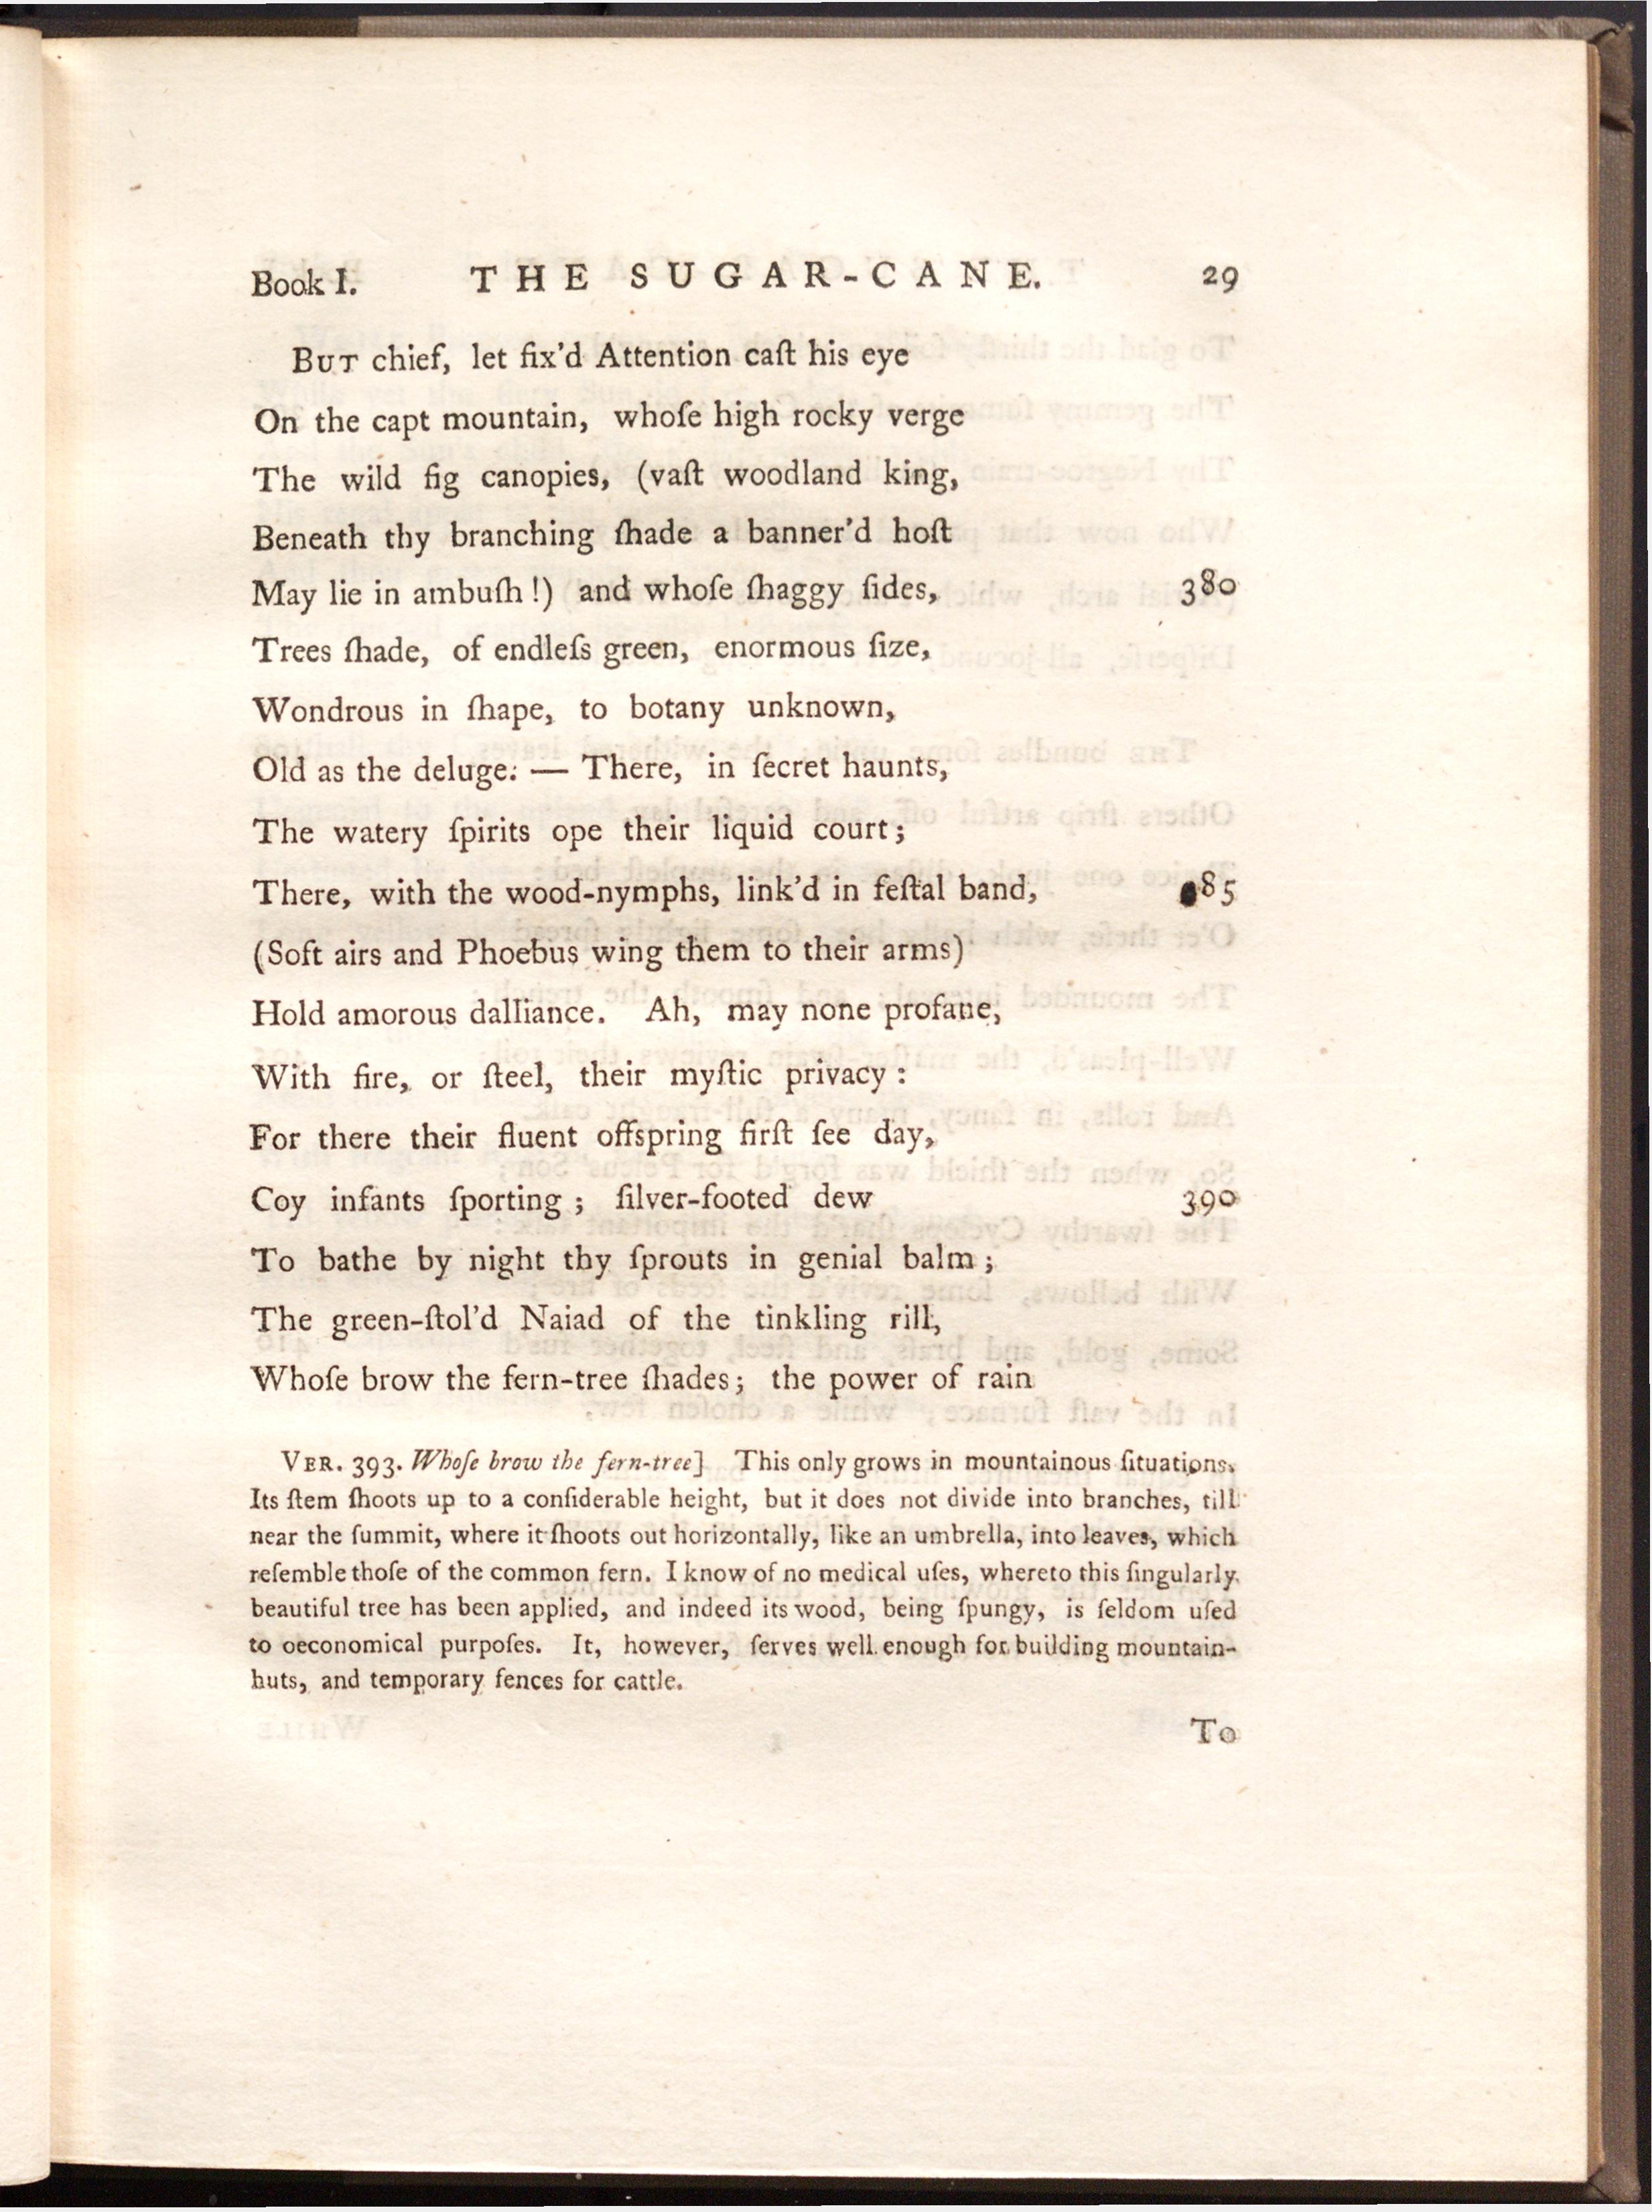 Book I. THE SUGAR-CANE. 29
BUT chief, let fix'd Attention caſt his eye
On the capt mountain, whoſe high rocky verge
The wild fig canopies, (vaſt woodland king,
Beneath thy branching ſhade a banner'd hoſt
May lie in ambuſh!) and whoſe ſhaggy ſides, 380
Trees ſhade, of endleſs green, enormous ſize,
Wondrous in ſhape, to botany unknown,
Old as the deluge. — There, in ſecret haunts,
The watery ſpirits ope their liquid court;
There, with the wood-nymphs, link'd in feſtal band, 85
(Soft airs and Phoebus wing them to their arms)
Hold amorous dalliance. Ah, may none profane,
With fire, or ſteel, their myſtic privacy:
For there their fluent offspring firſt ſee day,
Coy infants ſporting; ſilver-footed dew 390
To bathe by night thy ſprouts in genial balm;
The green-ſtol'd Naiad of the tinkling rill,
Whoſe brow the fern-tree ſhades; the power of rain
VER. 393. Whoſe brow the fern-tree] This only grows in mountainous ſituations.
Its ſtem ſhoots up to a conſiderable height, but it does not divide into branches, till
near the ſummit, where it ſhoots out horizontally, like an umbrella, into leaves, which
reſemble thoſe of the common fern. I know of no medical uſes, whereto this ſingularly
beautiful tree has been applied, and indeed its wood, being ſpungy, is ſeldom uſed
to oeconomical purpoſes. It, however, ſerves well enough for building mountain-
huts, and temporary fences for cattle.
To